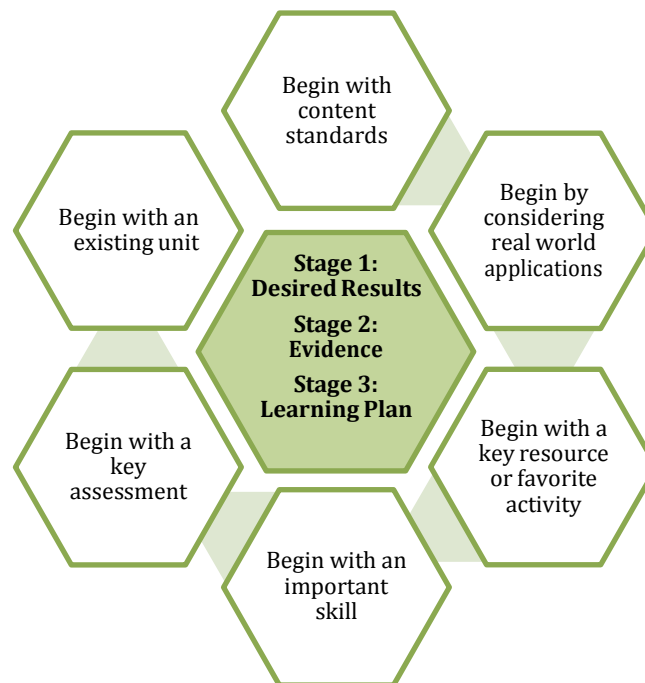 Begin with
content
standards
Begin by
considering
real world
applications
Begin with a
key resource
or favorite
activity
Begin with an
important
skill
Begin with a
key
assessment
Begin with an
existing unit
Stage 1:
Desired Results
Stage 2:
Evidence
Stage 3:
Learning Plan